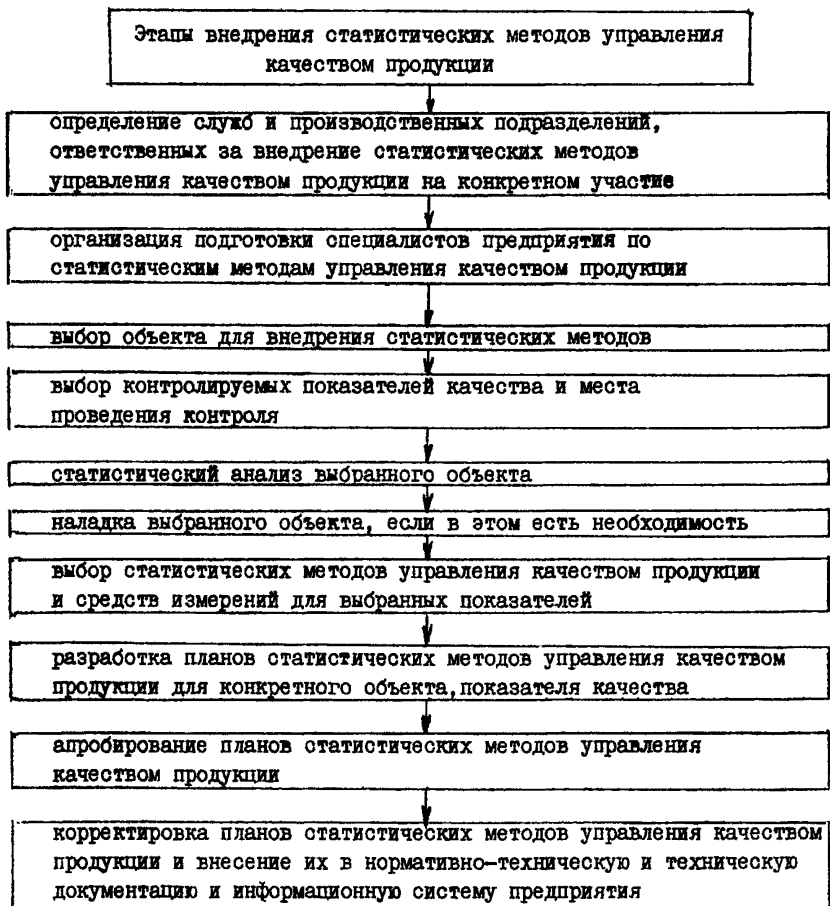 Этапы внедрения статистических методов управления
качеством продукции
определение служб и производственных подразделений,
ответственных за внедрение статистических методов
управления качеством продукции на конкретном участие
организация подготовки специалистов предприятия по
статистическим методам управления качеством продукции
выбор объекта для внедрения статистических методов
выбор контролируемых показателей качества и места
проведения контроля
статистический анализ выбранного объекта
наладка выбранного объекта, если в этом есть необходимость
выбор статистических методов управления качеством продукции
и средств измерений для выбранных показателей
разработка планов статистических методов управления качеством
продукции для конкретного объекта, показателя качества
апробирование планов статистических методов управления
качеством продукции
корректировка планов статистических методов управления качеством
продукции и внесение их в нормативно-техническую и техническую
документацию и информационную систему предприятия